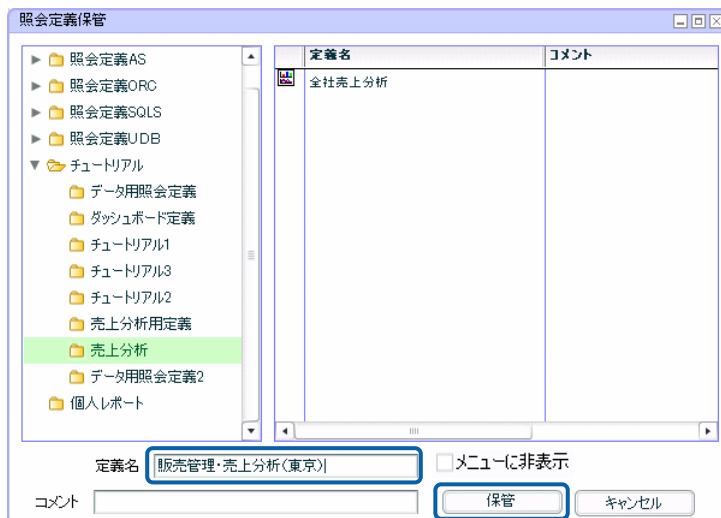 照会定義保管
照会定義AS
照会定義ORC
照会定義SQLS
照会定義UDB
チュートリアル
データ用照会定義
ダッシュボード定義
チュートリアル1
チュートリアル3
チュートリアル2
売上分析用定義
売上分析
データ用照会定義2
個人レポート
定義名 コメント
全社売上分析
定義名 販売管理・売上分析(東京) メニューに非表示
コメント 保管 キャンセル